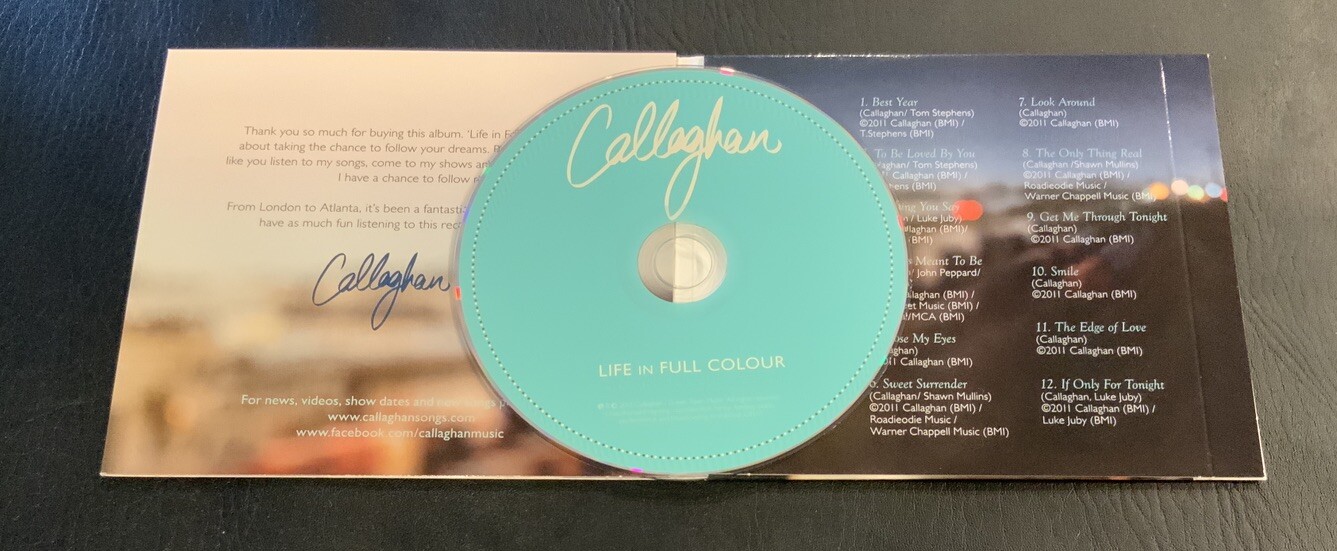 Thank you so much for buying this album. 'Life in
about taking the chance to follow your dreams.
like you listen to my songs, come to my shows
I have a chance to follow
From London to Atlanta, it's been a
have as much fun listening to this
Callaghan
For news, videos, show dates and new songs
www.callaghansongs.com
www.facebook.com/callaghanmusic
Callaghan
LIFE IN FULL COLOUR
1. Best Year
(Callaghan/ Tom Stephens)
©2011 Callaghan (BMI) /
T.Stephens (BMI)
To Be Loved By You
Tom Stephens)
Callaghan (BMI) /
(BMI)
You Say
/ Luke Juby)
(BMI)/
(BMI)
Meant To Be
/ John Peppard/
(BMI) /
Music (BMI) /
/MCA (BMI)
My Eyes
Callaghan (BMI)
Sweet Surrender
(Callaghan/ Shawn Mullins)
©2011 Callaghan (BMI) /
Roadieodie Music /
Warner Chappell Music (BMI)
7. Look Around
(Callaghan)
©2011 Callaghan (BMI)
8. The Only Thing Real
(Callaghan /Shawn Mullins)
©2011 Callaghan (BMI) /
Roadieodie Music /
Warner Chappell Music (BMI)
9. Get Me Through Tonight
(Callaghan)
©2011 Callaghan (BMI)
10. Smile
(Callaghan)
©2011 Callaghan (BMI)
11. The Edge of Love
(Callaghan)
©2011 Callaghan (BMI)
12. If Only For Tonight
(Callaghan, Luke Juby)
©2011 Callaghan (BMI) /
Luke Juby (BMI)